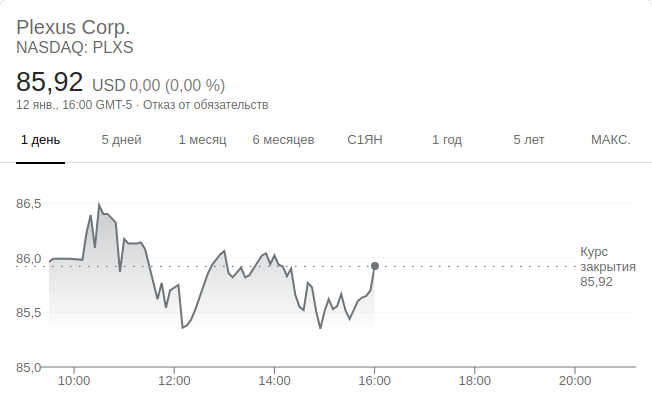 Plexus Corp.
NASDAQ: PLXS
85,92 USD 0,00 (0,00 %)
12 янв., 16:00 GMT-5 · Отказ от обязательств
1 день 5 дней 1 месяц 6 месяцев С1ЯН 1 год 5 лет МАКС.
86,5
86,0
85,5
85,0
Курс
закрытия
85,92
10:00 12:00 14:00 16:00 18:00 20:00